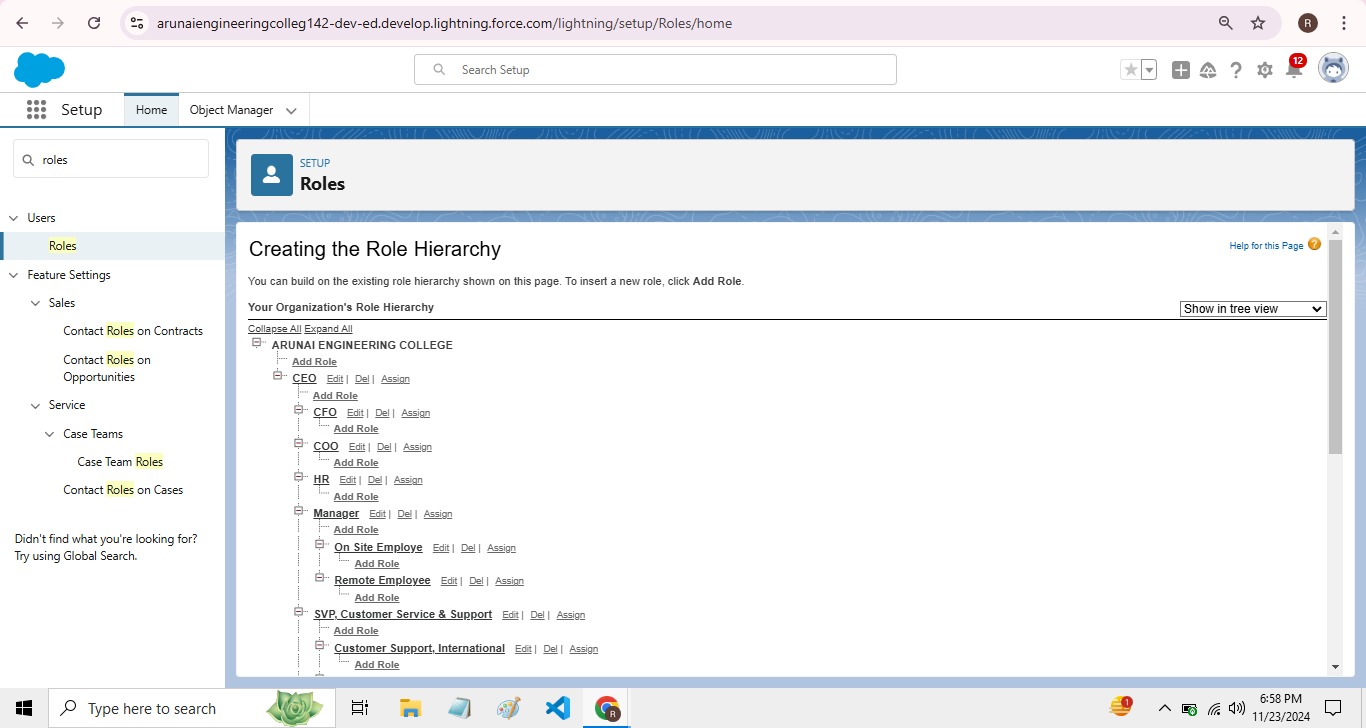 arunaiengineeringcolleg142-dev-ed.develop.lightning.force.com/lightning/setup/Roles/home
R
Search Setup
12
Setup
Home
Object Manager
roles
Users
Roles
Feature Settings
Sales
Contact Roles on Contracts
Contact Roles on
Opportunities
Service
Case Teams
Case Team Roles
Contact Roles on Cases
Didn't find what you're looking for?
Try using Global Search.
SETUP
Roles
Creating the Role Hierarchy
Help for this Page ?
You can build on the existing role hierarchy shown on this page. To insert a new role, click Add Role.
Your Organization's Role Hierarchy
Show in tree view
Collapse All Expand All
ARUNAI ENGINEERING COLLEGE
Add Role
CEO Edit | Del | Assign
Add Role
CFO Edit | Del | Assign
Add Role
COO Edit | Del | Assign
Add Role
HR Edit | Del | Assign
Add Role
Manager Edit | Del | Assign
Add Role
On Site Employe Edit | Del | Assign
Add Role
Remote Employee Edit | Del | Assign
Add Role
SVP, Customer Service & Support Edit | Del | Assign
Add Role
Customer Support, International Edit | Del | Assign
Add Role
Type here to search
R
1
6:58 PM
11/23/2024